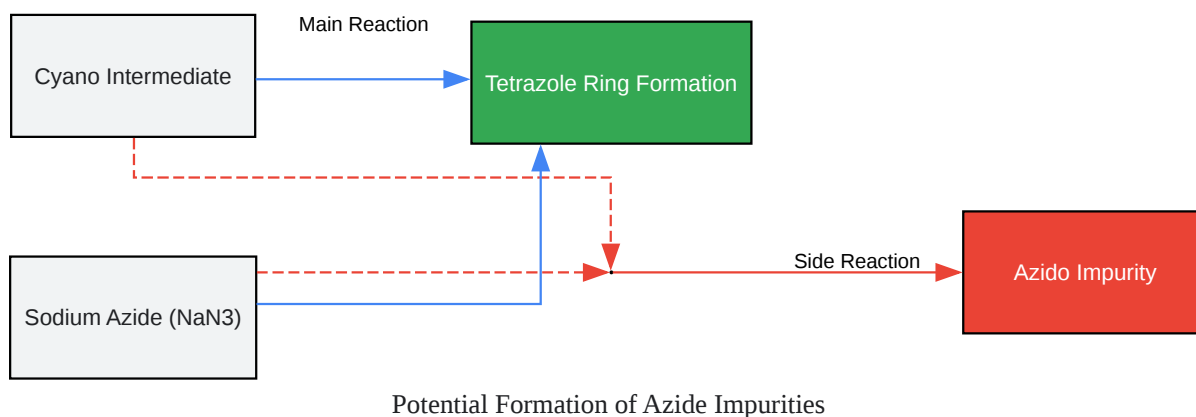 Main Reaction
Cyano Intermediate
Tetrazole Ring Formation
Side Reaction
Azido Impurity
Sodium Azide (NaN3)
Potential Formation of Azide Impurities